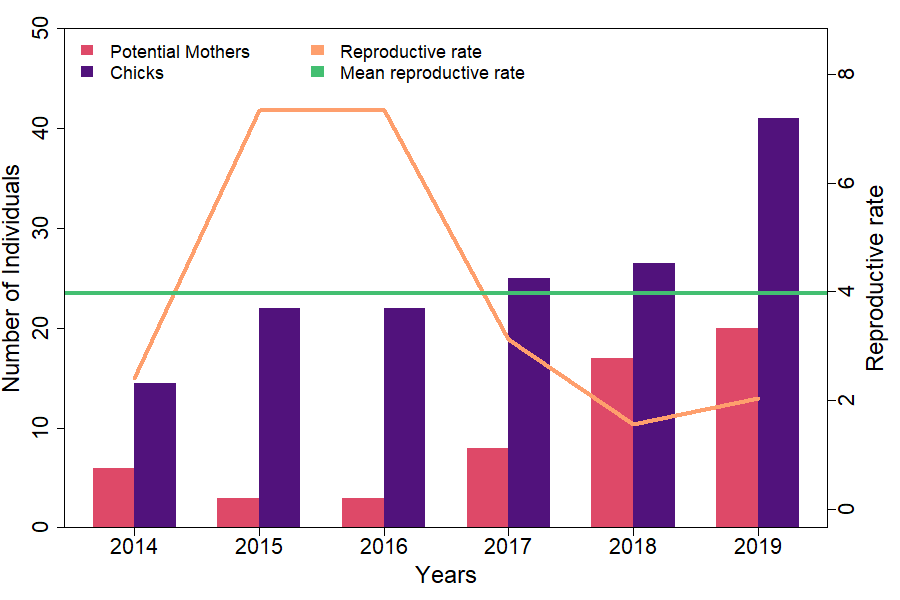 Potential Mothers
Chicks
Reproductive rate
Mean reproductive rate
Number of Individuals
0
10
20
30
40
50
Reproductive rate
0
2
4
6
8
2014 2015 2016 2017 2018 2019
Years